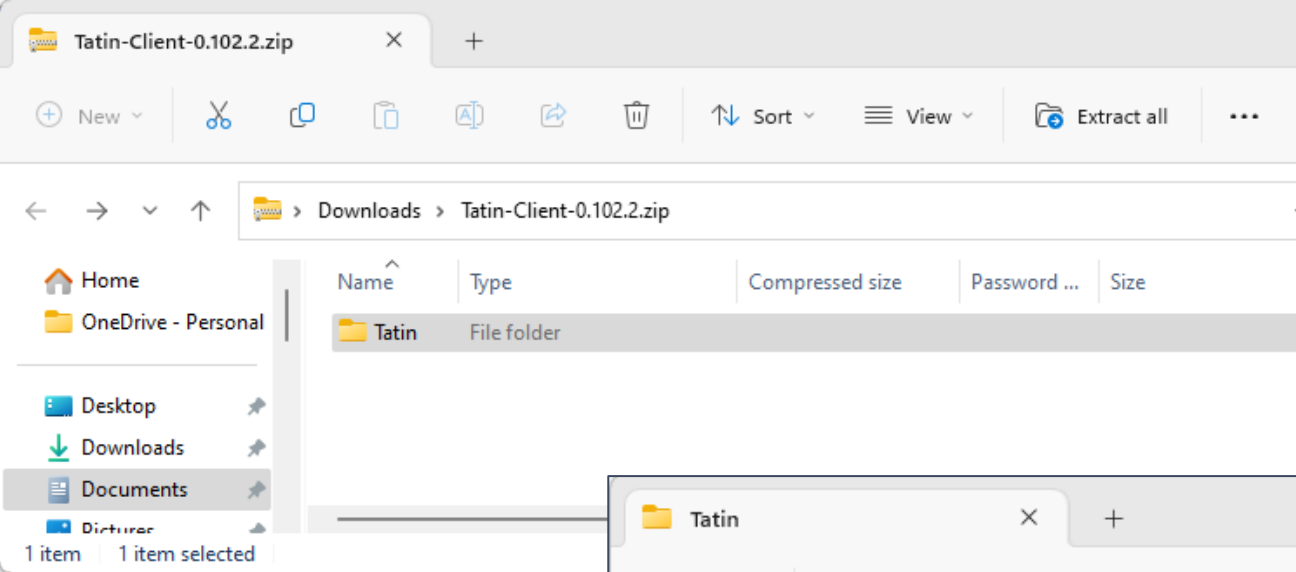 Tatin-Client-0.102.2.zip
New Sort View Extract all
Downloads Tatin-Client-0.102.2.zip
Home
OneDrive - Personal
Desktop
Downloads
Documents
Pictures
Name Type Compressed size Password ... Size
Tatin File folder
1 item 1 item selected
Tatin